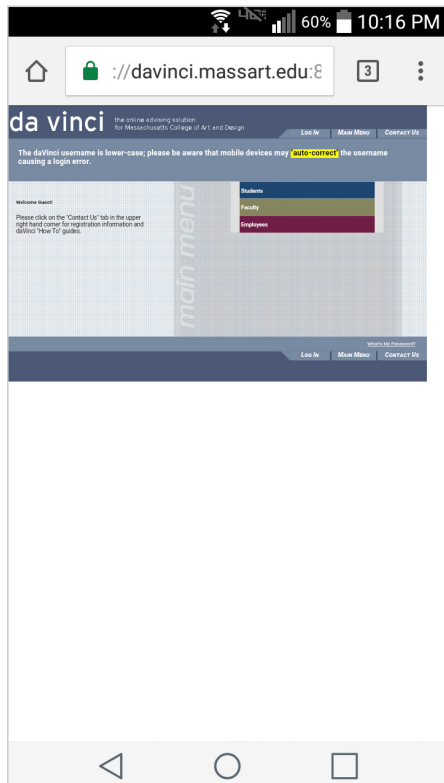 60% 10:16 PM
://davinci.massart.edu:8 3
da vinci
the online advising solution
for Massachusatts College of Art and Design
LOG IN MAIN MENU CONTACT US
The daVinci username is lower-case; please be aware that mobile devices may auto-correct the username
causing a login error.
Welcome Guest!
Please click on the "Contact Us" tab in the upper
right hand corner for registration information and
daVinci "How To" guides.
main menu
Students
Faculty
Employees
What's My Password?
LOG IN MAIN MENU CONTACT US